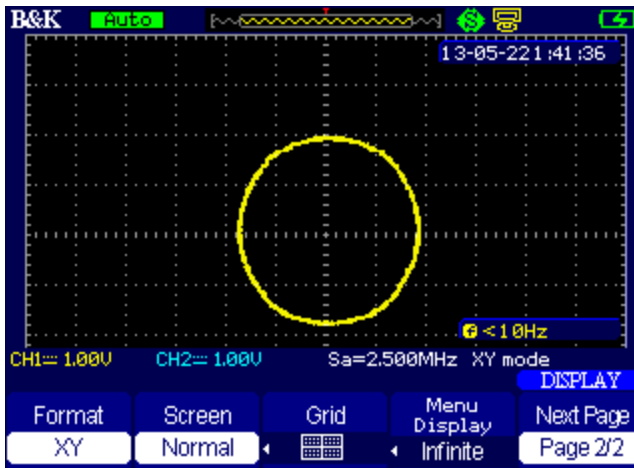 B&K Auto
13-05-22 1:41:36
f <10Hz
CH1 1.00V CH2 1.00V Sa=2.500MHz XY mode
DISPLAY
Format Screen Grid Menu Display Next Page
XY Normal Infinite Page 2/2